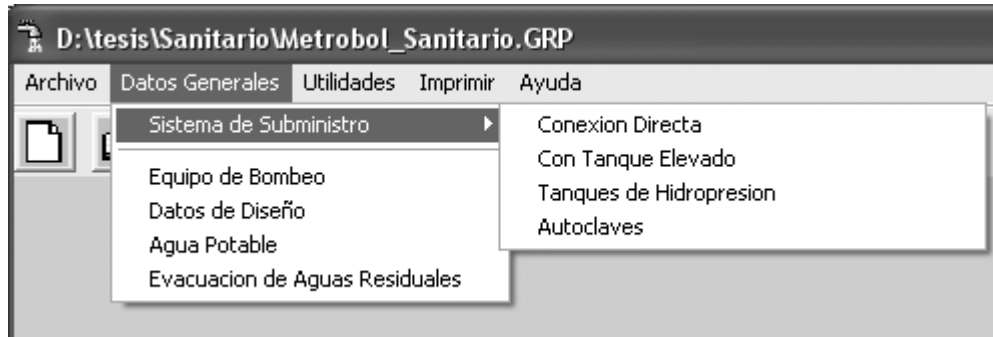 D:\tesis\Sanitario\Metrobol_Sanitario.GRP
Archivo Datos Generales Utilidades Imprimir Ayuda
Sistema de Subministro
Equipo de Bombeo
Datos de Diseño
Agua Potable
Evacuacion de Aguas Residuales
Conexion Directa
Con Tanque Elevado
Tanques de Hidropresion
Autoclaves